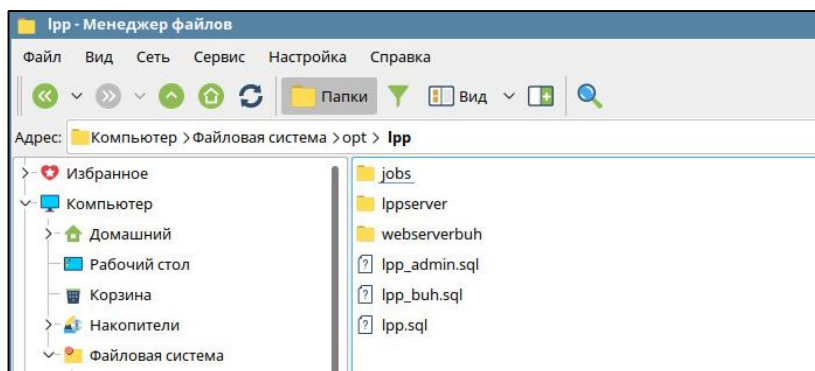 lpp - Менеджер файлов
Файл Вид Сеть Сервис Настройка Справка
Папки Вид
Адрес: Компьютер > Файловая система > opt > lpp
Избранное
Компьютер
Домашний
Рабочий стол
Корзина
Накопители
Файловая система
jobs
lppserver
webserverbuh
lpp_admin.sql
lpp_buh.sql
lpp.sql